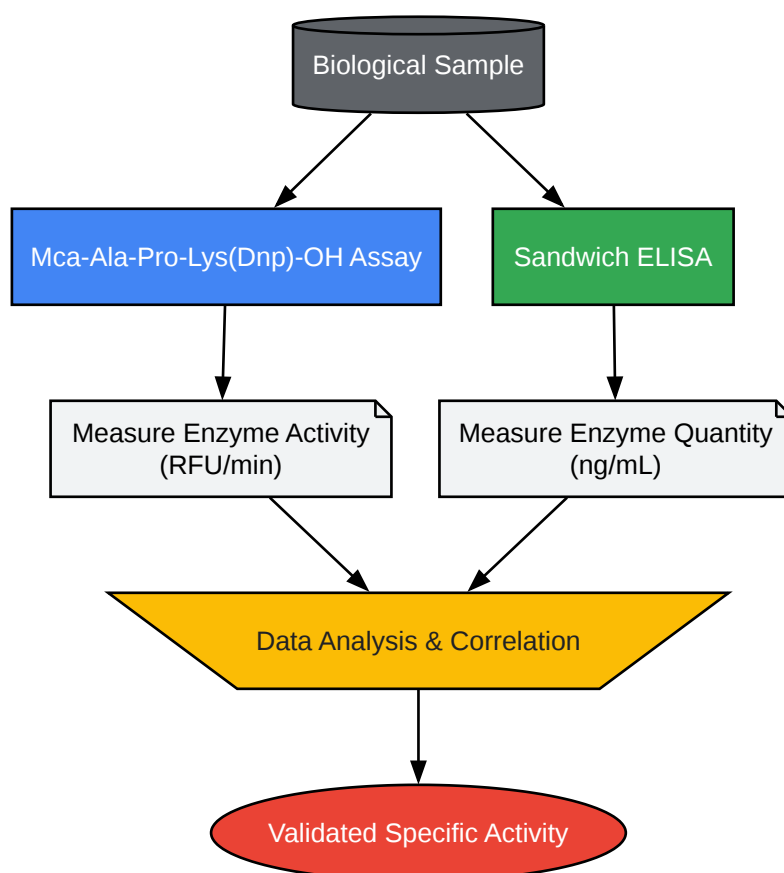 Biological Sample
Mca-Ala-Pro-Lys(Dnp)-OH Assay
Sandwich ELISA
Measure Enzyme Activity
(RFU/min)
Measure Enzyme Quantity
(ng/mL)
Data Analysis & Correlation
Validated Specific Activity